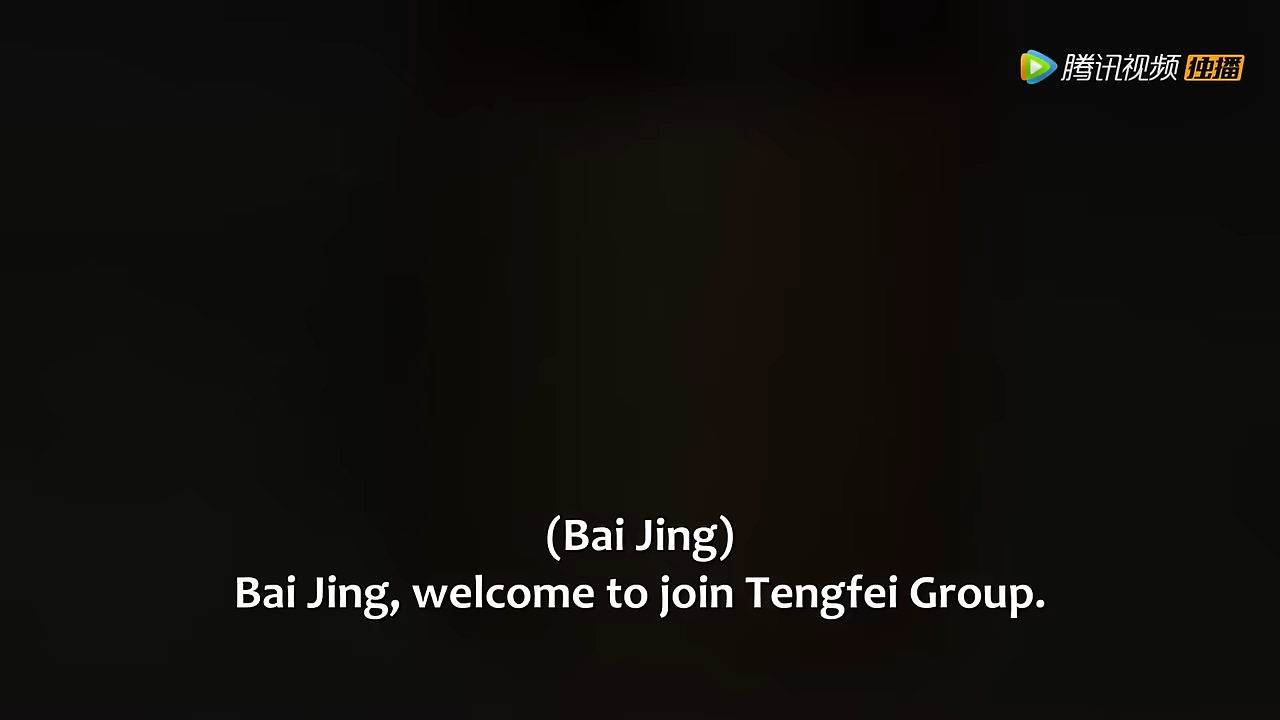 腾讯视频 独播
(Bai Jing)
Bai Jing, welcome to join Tengfei Group.